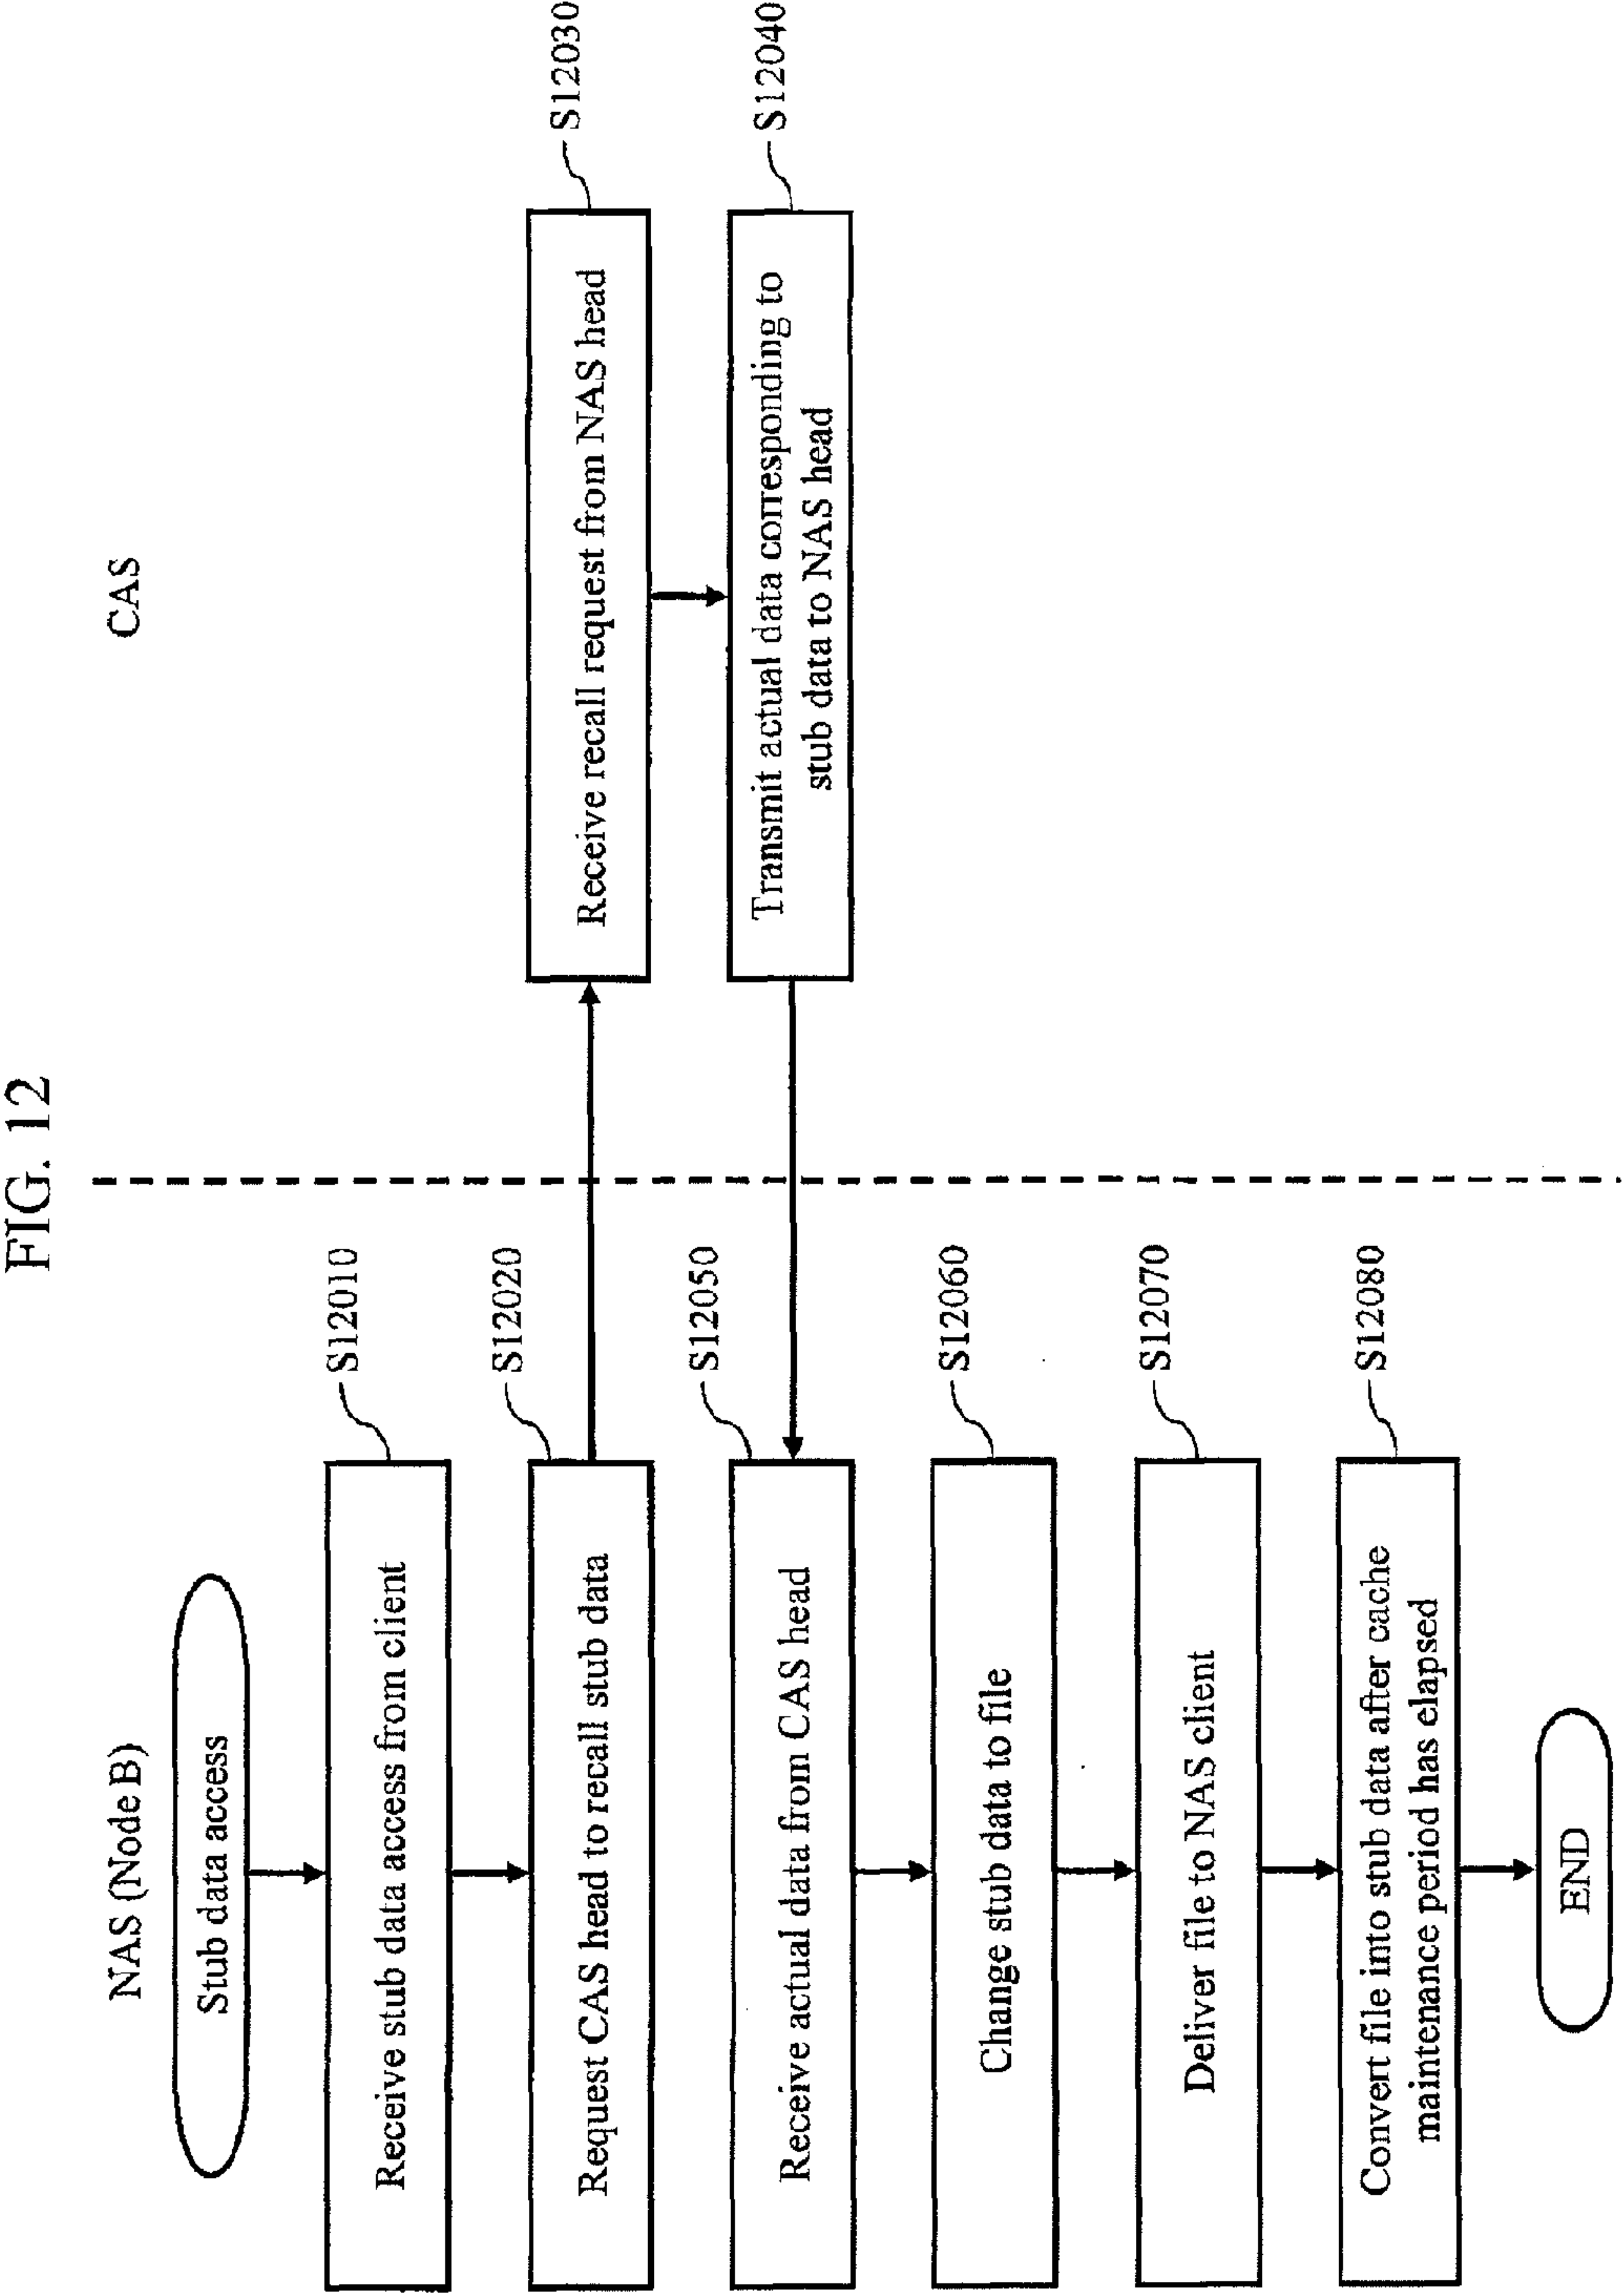 FIG. 12
NAS (Node B)
CAS
Stub data access
S12010
Receive stub data access from client
S12020
Request CAS head to recall stub data
S12030
Receive recall request from NAS head
S12040
Transmit actual data corresponding to
stub data to NAS head
S12050
Receive actual data from CAS head
S12060
Change stub data to file
S12070
Deliver file to NAS client
S12080
Convert file into stub data after cache
maintenance period has elapsed
END